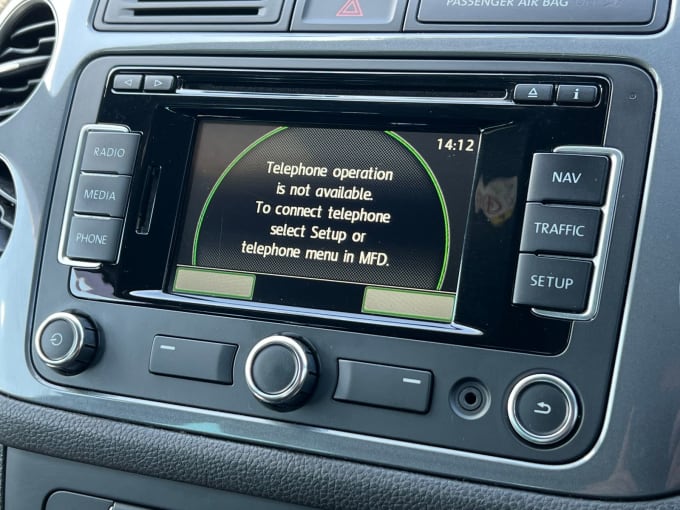 PASSENGER AIR BAG
RADIO
MEDIA
PHONE
14:12
Telephone operation
is not available.
To connect telephone
select Setup or
telephone menu in MFD.
i
NAV
TRAFFIC
SETUP